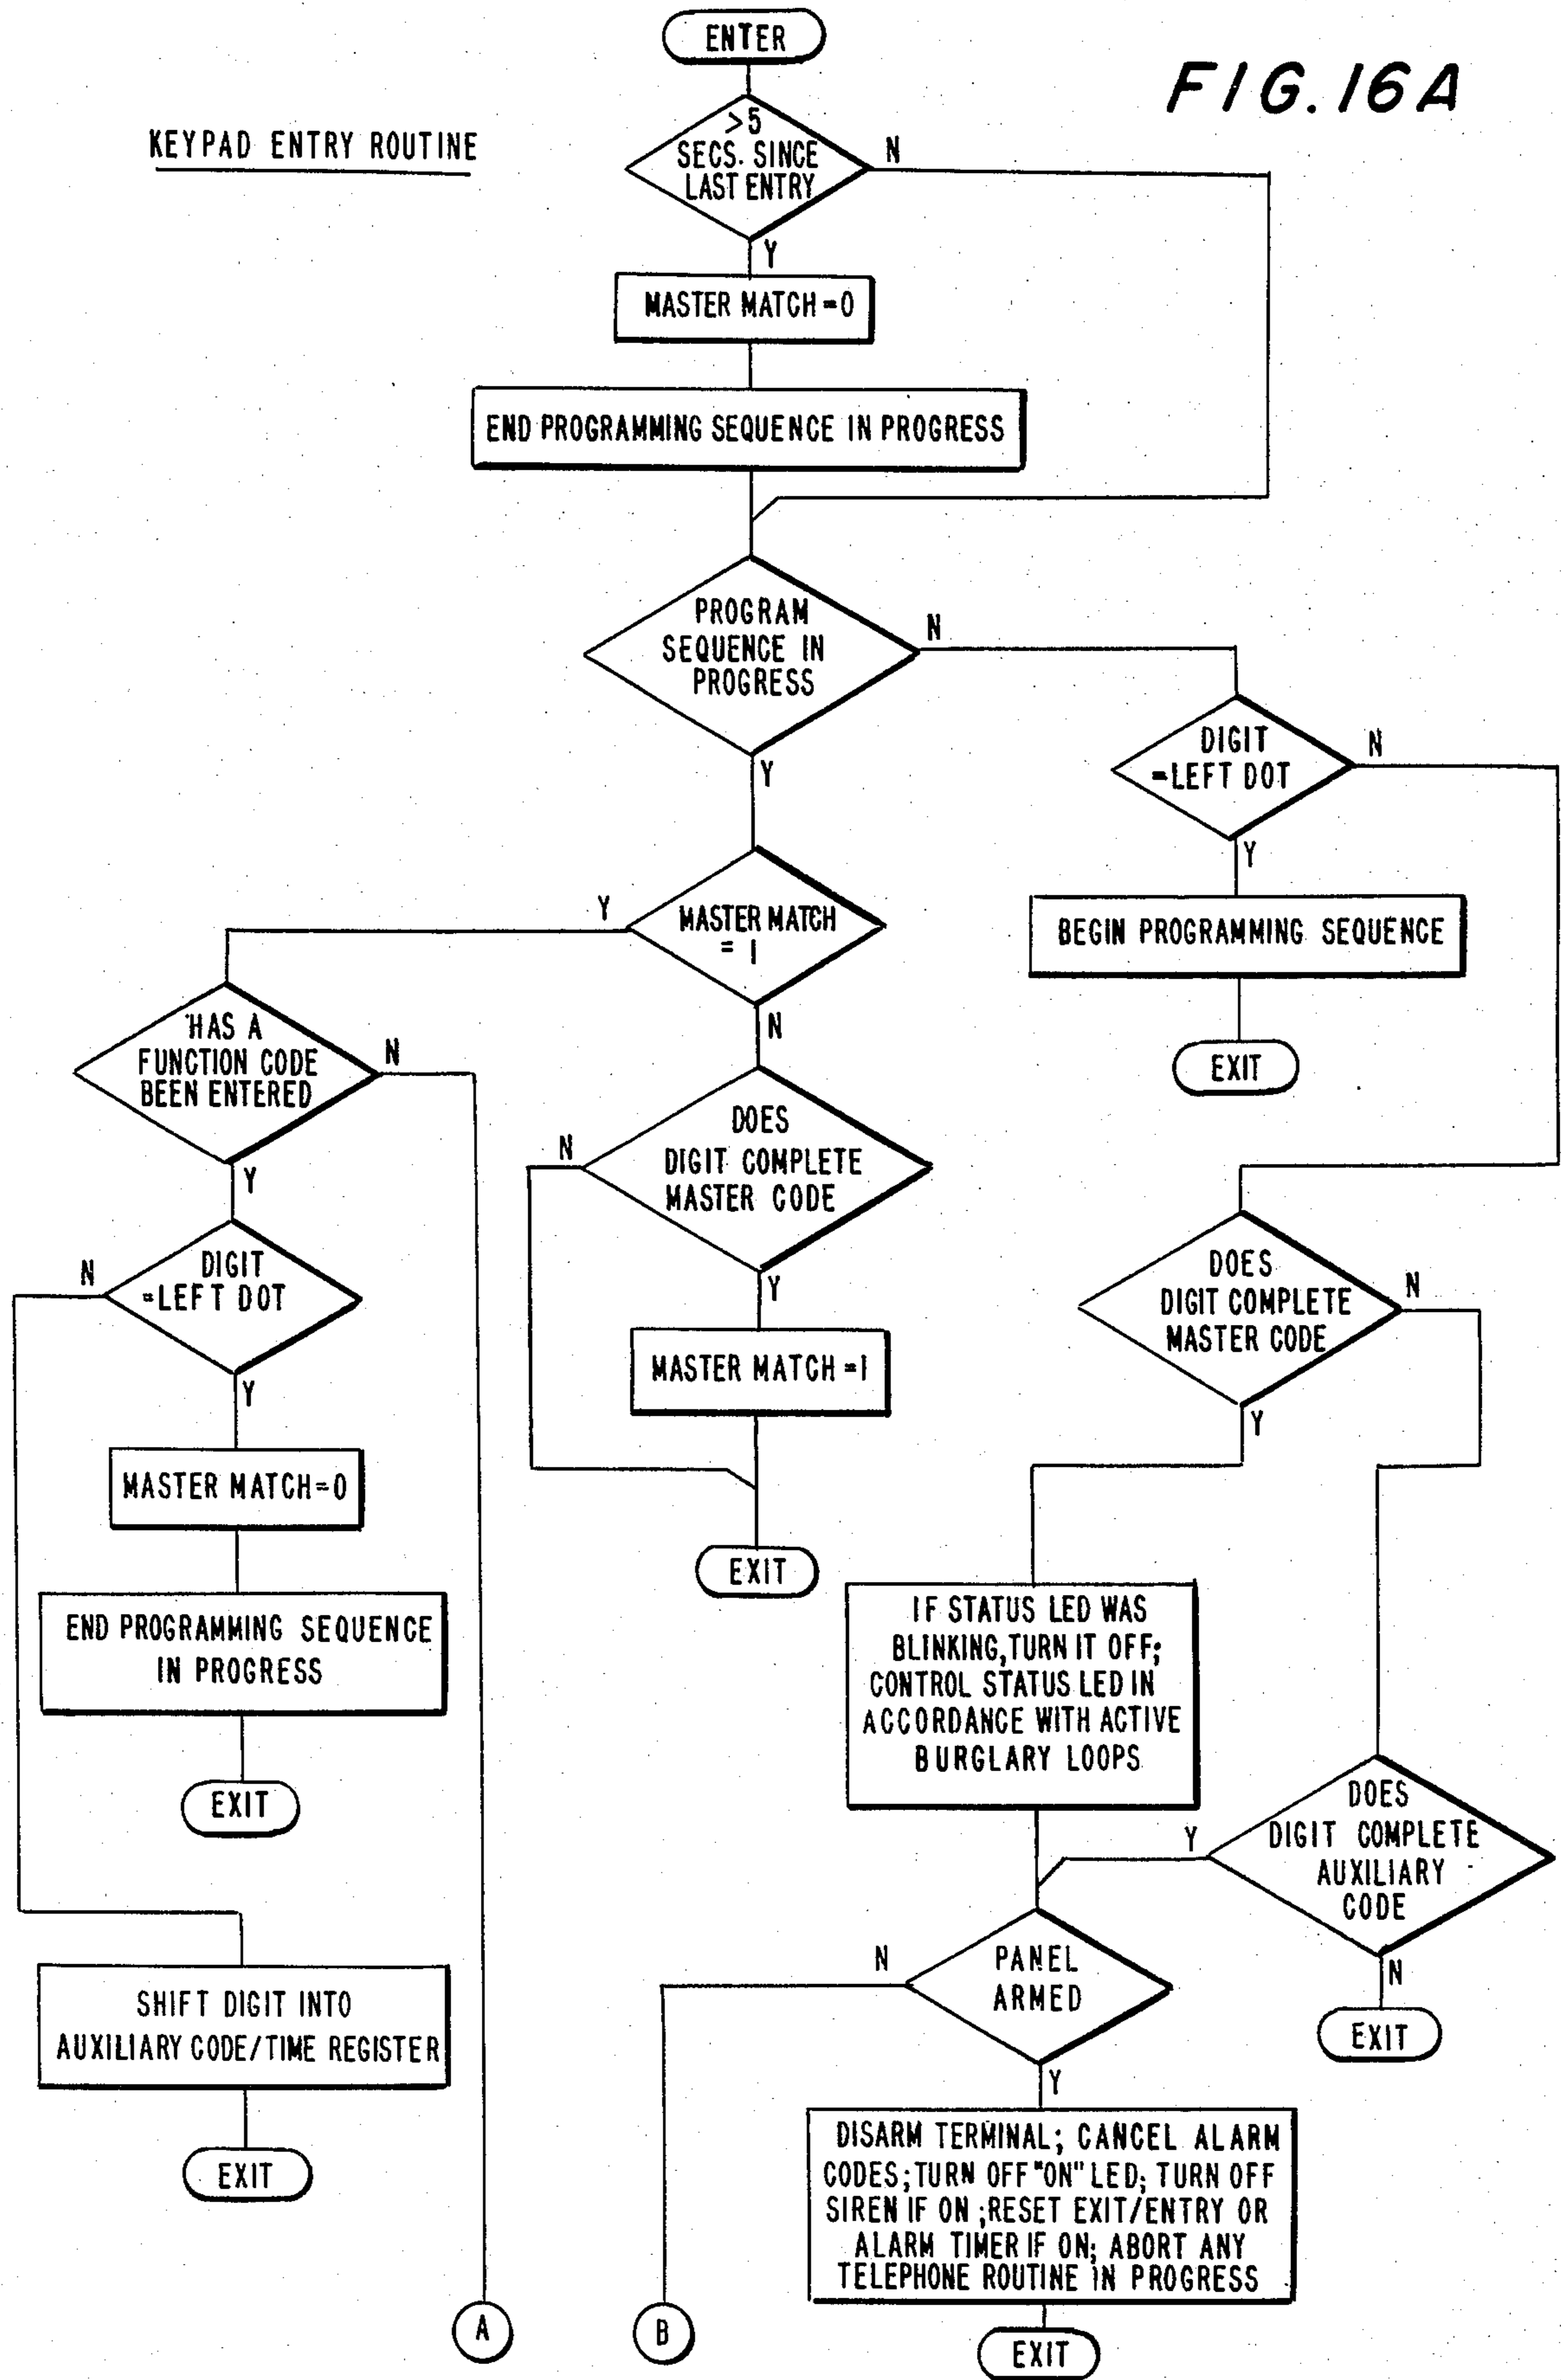 ENTER
FIG.16A
KEYPAD ENTRY ROUTINE
>5
SECS. SINCE
LAST ENTRY
N
Y
MASTER MATCH=0
END PROGRAMMING SEQUENCE IN PROGRESS
PROGRAM
SEQUENCE IN
PROGRESS
N
Y
DIGIT
=LEFT DOT
N
Y
BEGIN PROGRAMMING SEQUENCE
EXIT
MASTER MATCH
= 1
Y
N
HAS A
FUNCTION CODE
BEEN ENTERED
N
Y
DOES
DIGIT COMPLETE
MASTER CODE
N
Y
MASTER MATCH=1
EXIT
DIGIT
=LEFT DOT
N
Y
MASTER MATCH=0
END PROGRAMMING SEQUENCE
IN PROGRESS
EXIT
SHIFT DIGIT INTO
AUXILIARY CODE/TIME REGISTER
EXIT
DOES
DIGIT COMPLETE
MASTER CODE
N
Y
IF STATUS LED WAS
BLINKING, TURN IT OFF;
CONTROL STATUS LED IN
ACCORDANCE WITH ACTIVE
BURGLARY LOOPS
DOES
DIGIT COMPLETE
AUXILIARY
CODE
Y
N
EXIT
PANEL
ARMED
N
Y
DISARM TERMINAL; CANCEL ALARM
CODES; TURN OFF "ON" LED; TURN OFF
SIREN IF ON ; RESET EXIT/ENTRY OR
ALARM TIMER IF ON; ABORT ANY
TELEPHONE ROUTINE IN PROGRESS
EXIT
A
B